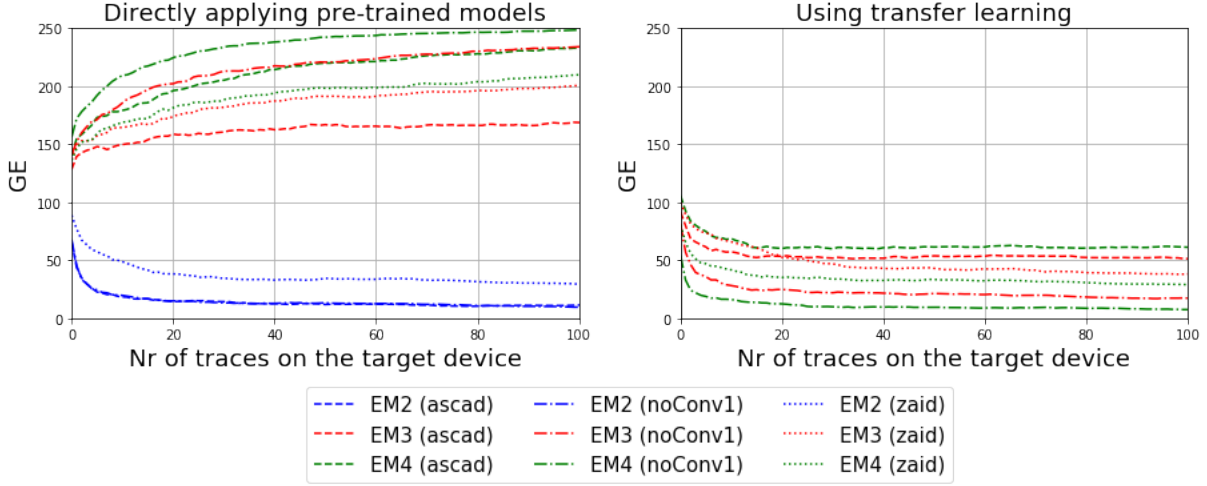 Directly applying pre-trained models
GE
250
200
150
100
50
0
0 20 40 60 80 100
Nr of traces on the target device
Using transfer learning
GE
250
200
150
100
50
0
0 20 40 60 80 100
Nr of traces on the target device
EM2 (ascad) EM2 (noConv1) EM2 (zaid)
EM3 (ascad) EM3 (noConv1) EM3 (zaid)
EM4 (ascad) EM4 (noConv1) EM4 (zaid)